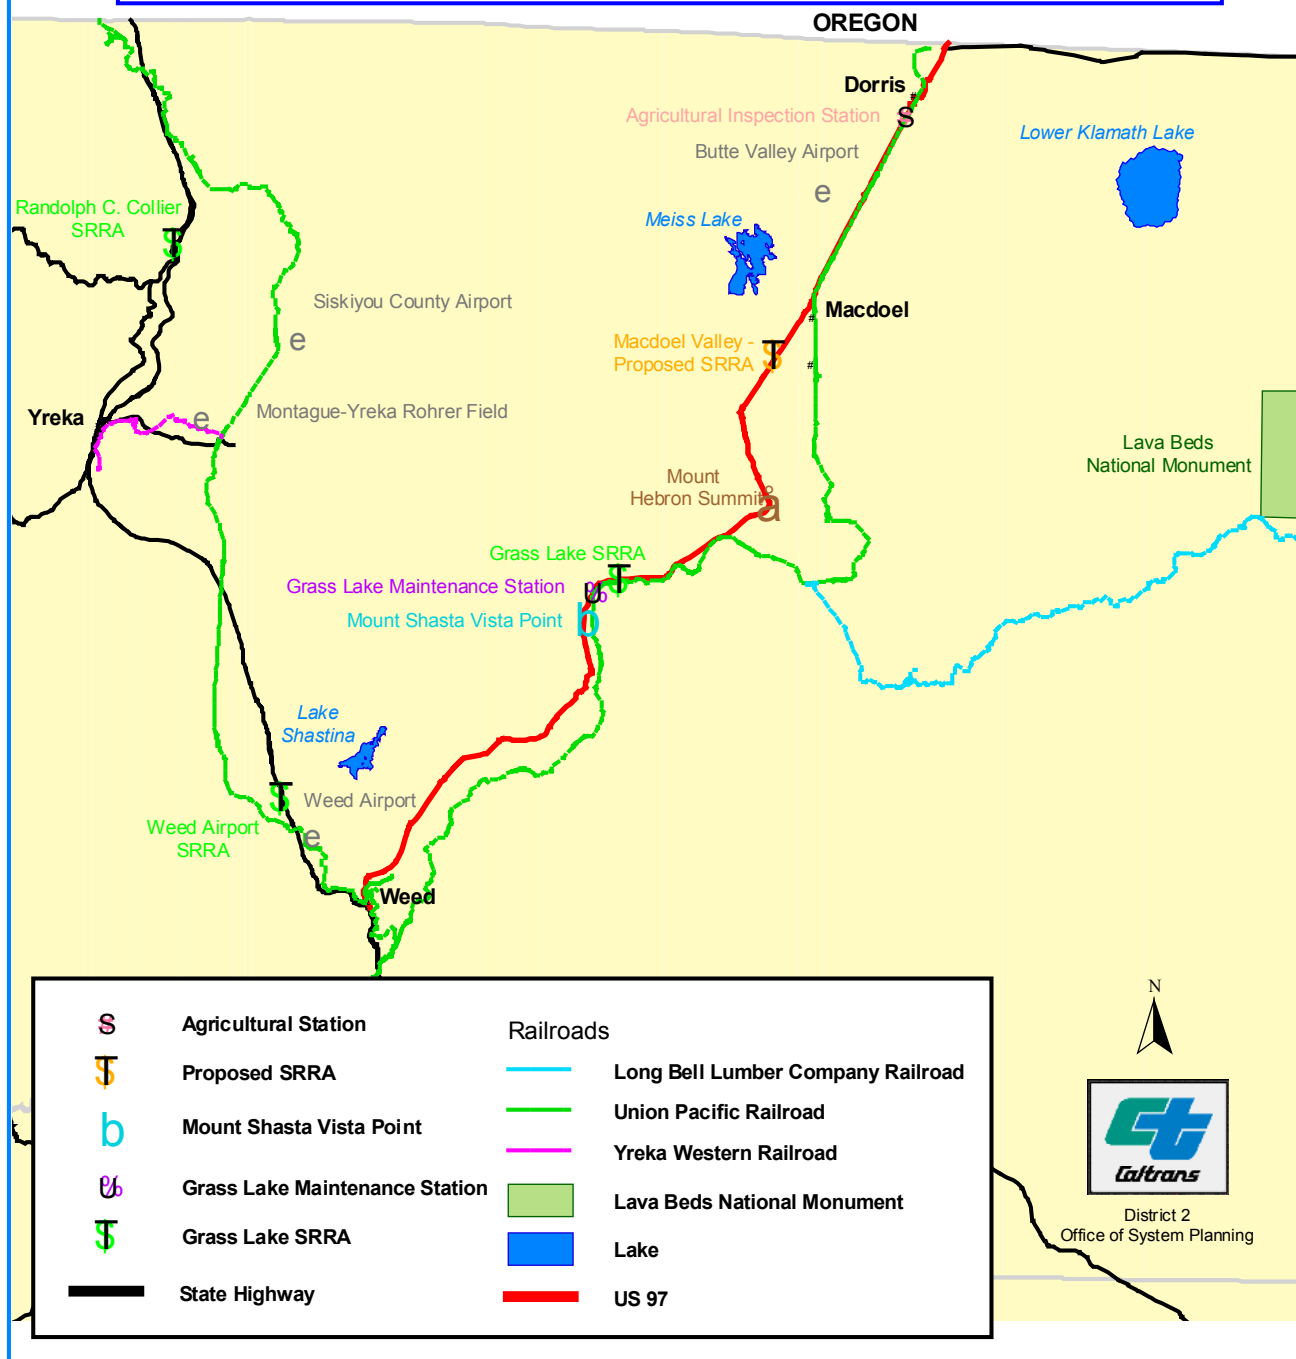 OREGON
Dorris
Agricultural Inspection Station
S
Butte Valley Airport
e
Lower Klamath Lake
Randolph C. Collier
SRRA
Meiss Lake
Siskiyou County Airport
e
Macdoel
#
Macdoel Valley -
Proposed SRRA
#
Yreka
e
Montague-Yreka Rohrer Field
Lava Beds
National Monument
Mount
Hebron Summit
å
Grass Lake SRRA
Grass Lake Maintenance Station
Mount Shasta Vista Point
b
Lake
Shastina
Weed Airport
e
Weed Airport
SRRA
Weed
N
S Agricultural Station
Proposed SRRA
b Mount Shasta Vista Point
Grass Lake Maintenance Station
Grass Lake SRRA
State Highway
Railroads
Long Bell Lumber Company Railroad
Union Pacific Railroad
Yreka Western Railroad
Lava Beds National Monument
Lake
US 97
Ct
Caltrans
District 2
Office of System Planning